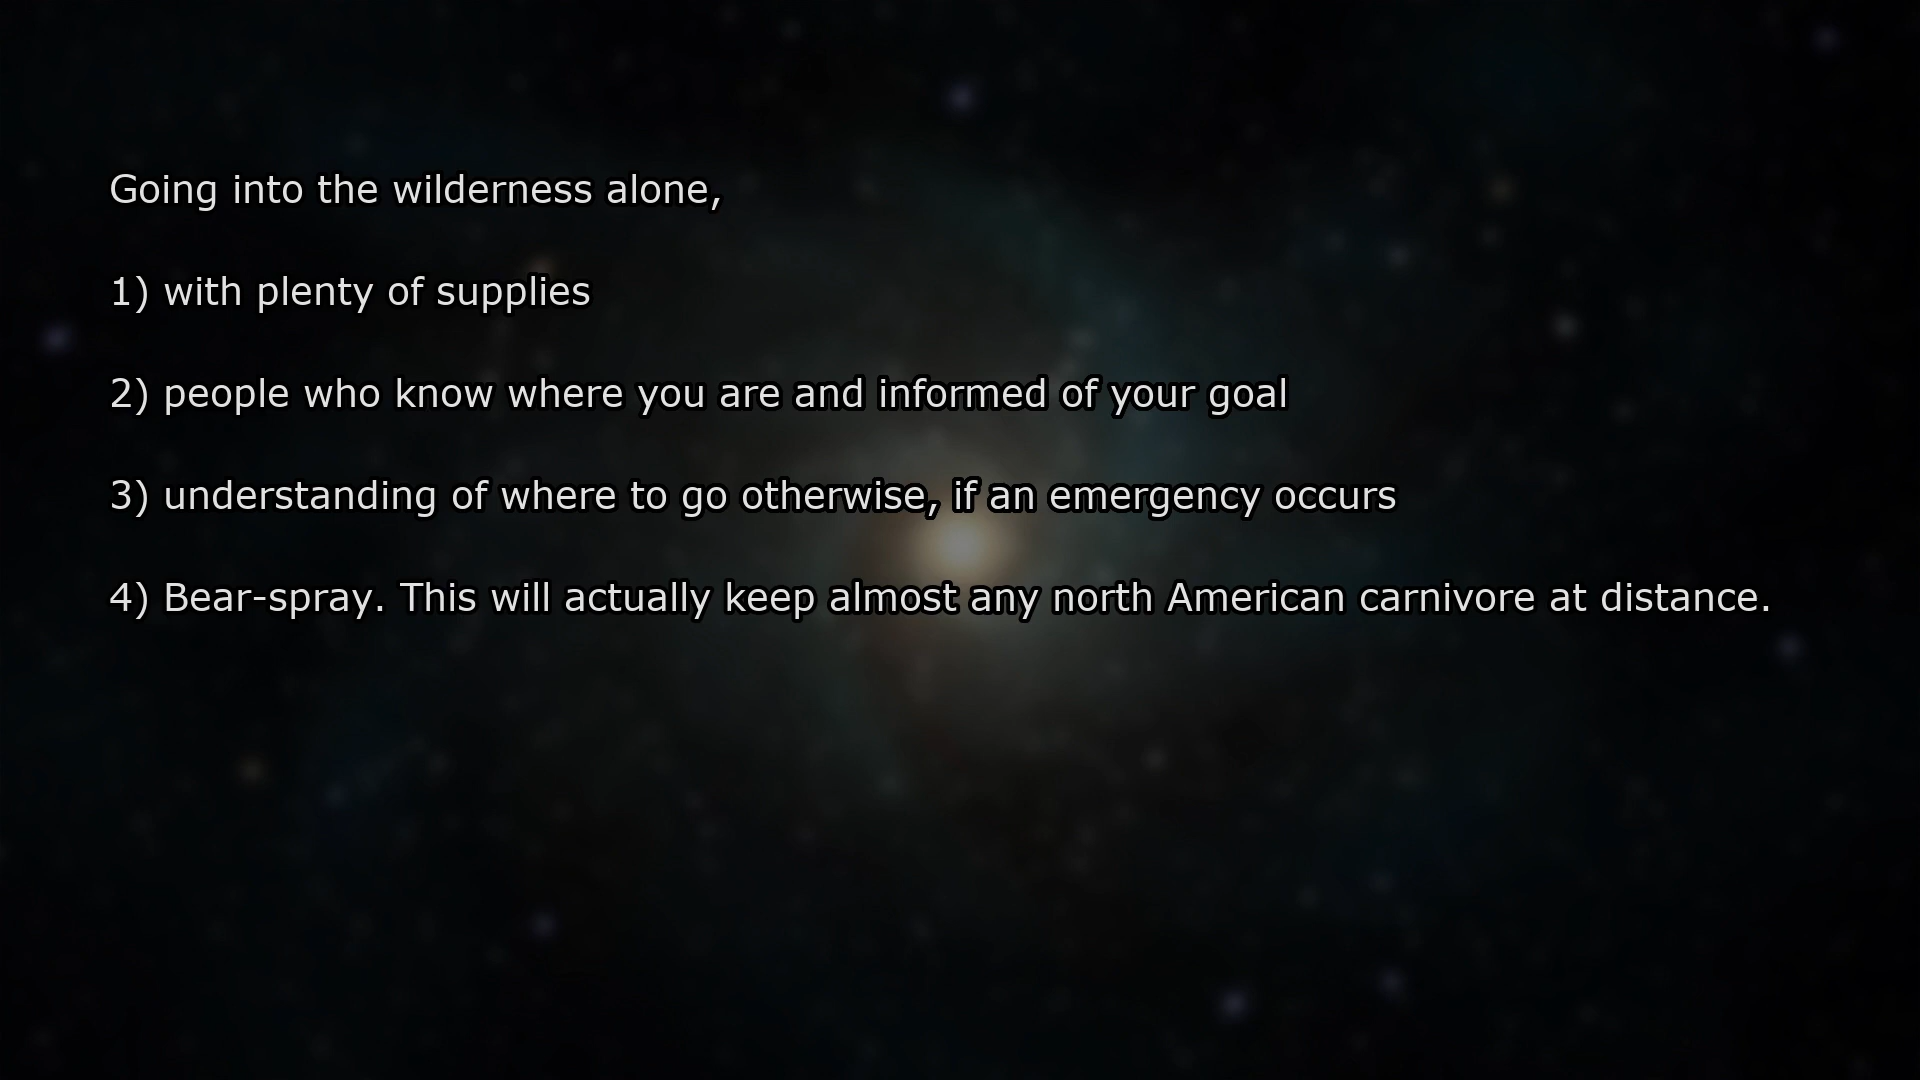 Going into the wilderness alone,
1) with plenty of supplies
2) people who know where you are and informed of your goal
3) understanding of where to go otherwise, if an emergency occurs
4) Bear-spray. This will actually keep almost any north American carnivore at distance.